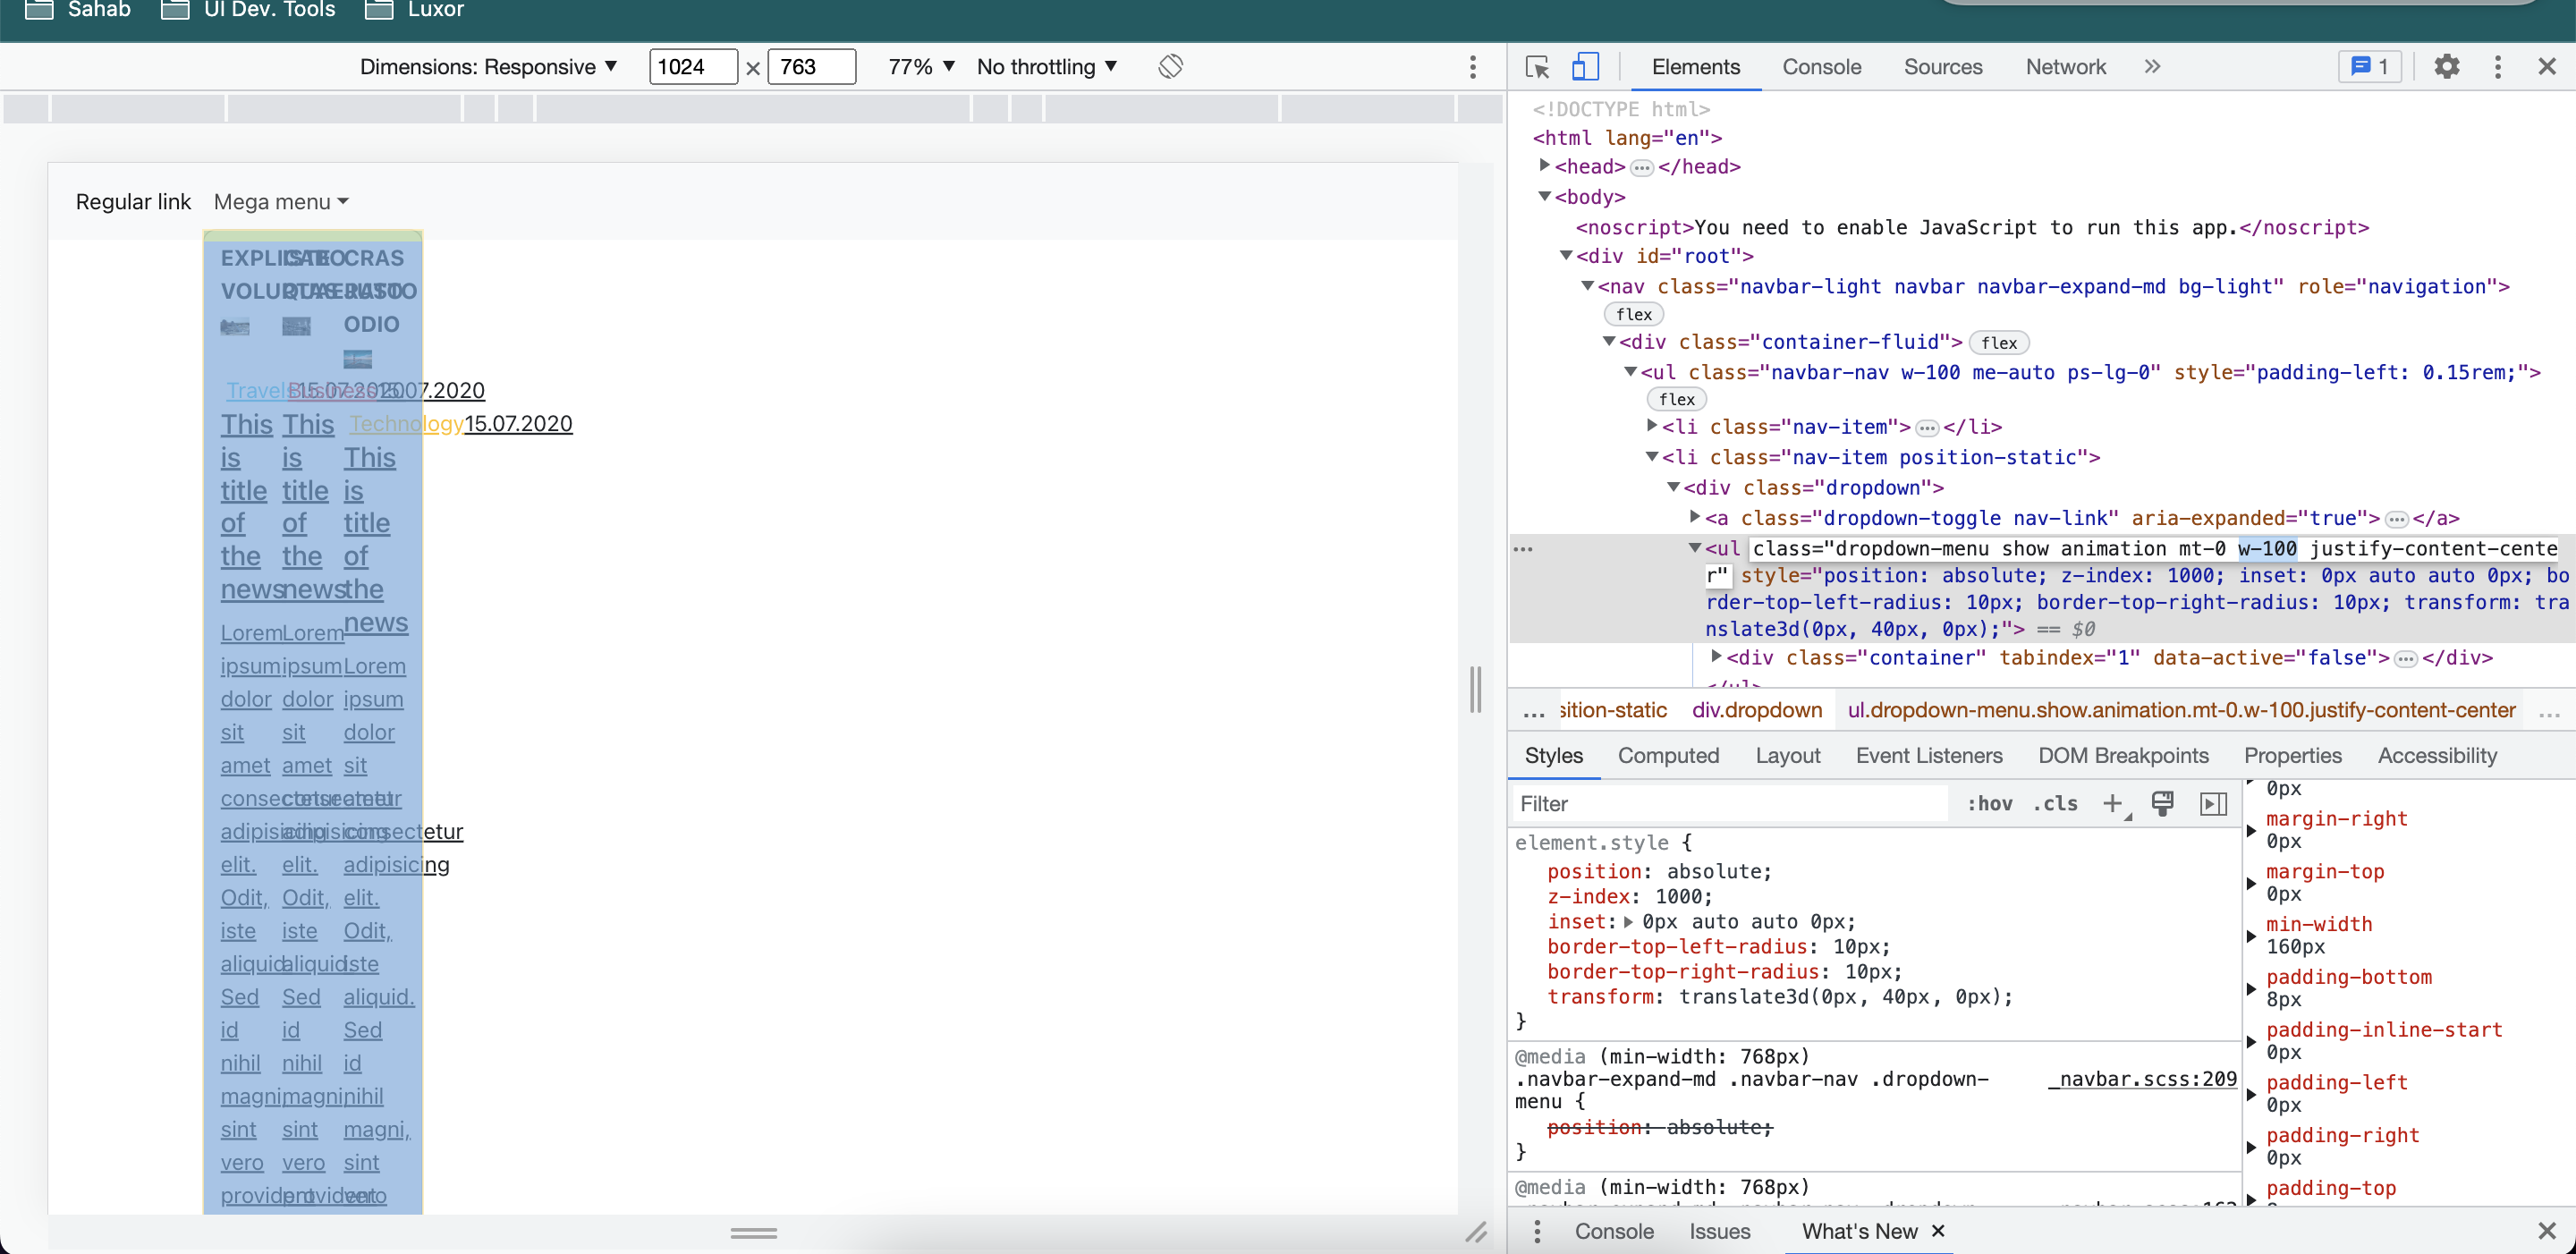 Sahab
UI Dev. Tools
Luxor
Dimensions: Responsive
1024 × 763
77%
No throttling
Regular link
Mega menu
CRAS
ODIO
Travels
15.07.2020
Technology15.07.2020
This
is
title
of
the
news
This
is
title
of
the
news
This
is
title
of
the
news
Lorem
ipsum
dolor
sit
amet
consectetur
adipisicing
elit.
Odit,
iste
aliquid.
Sed
id
nihil
magni,
sint
vero
provident
Lorem
ipsum
dolor
sit
amet
consectetur
adipisicing
elit.
Odit,
iste
aliquid.
Sed
id
nihil
magni,
sint
vero
provident
Lorem
ipsum
dolor
sit
amet
consectetur
adipisicing
elit.
Odit,
iste
aliquid.
Sed
id
nihil
magni,
sint
vero
Elements
Console
Sources
Network
1
<!DOCTYPE html>
<html lang="en">
<head>…</head>
<body>
<noscript>You need to enable JavaScript to run this app.</noscript>
<div id="root">
<nav class="navbar-light navbar navbar-expand-md bg-light" role="navigation">
flex
<div class="container-fluid"> flex
<ul class="navbar-nav w-100 me-auto ps-lg-0" style="padding-left: 0.15rem;">
flex
<li class="nav-item">…</li>
<li class="nav-item position-static">
<div class="dropdown">
<a class="dropdown-toggle nav-link" aria-expanded="true">…</a>
… <ul class="dropdown-menu show animation mt-0 w-100 justify-content-cente
r" style="position: absolute; z-index: 1000; inset: 0px auto auto 0px; bo
rder-top-left-radius: 10px; border-top-right-radius: 10px; transform: tra
nslate3d(0px, 40px, 0px);"> == $0
<div class="container" tabindex="1" data-active="false">…</div>
</ul>
… sition-static div.dropdown ul.dropdown-menu.show.animation.mt-0.w-100.justify-content-center …
Styles
Computed
Layout
Event Listeners
DOM Breakpoints
Properties
Accessibility
Filter
:hov .cls +
element.style {
position: absolute;
z-index: 1000;
inset: 0px auto auto 0px;
border-top-left-radius: 10px;
border-top-right-radius: 10px;
transform: translate3d(0px, 40px, 0px);
}
@media (min-width: 768px)
.navbar-expand-md .navbar-nav .dropdown- _navbar.scss:209
menu {
position: absolute;
}
@media (min-width: 768px)
0px
margin-right
0px
margin-top
0px
min-width
160px
padding-bottom
8px
padding-inline-start
0px
padding-left
0px
padding-right
0px
padding-top
Console
Issues
What's New